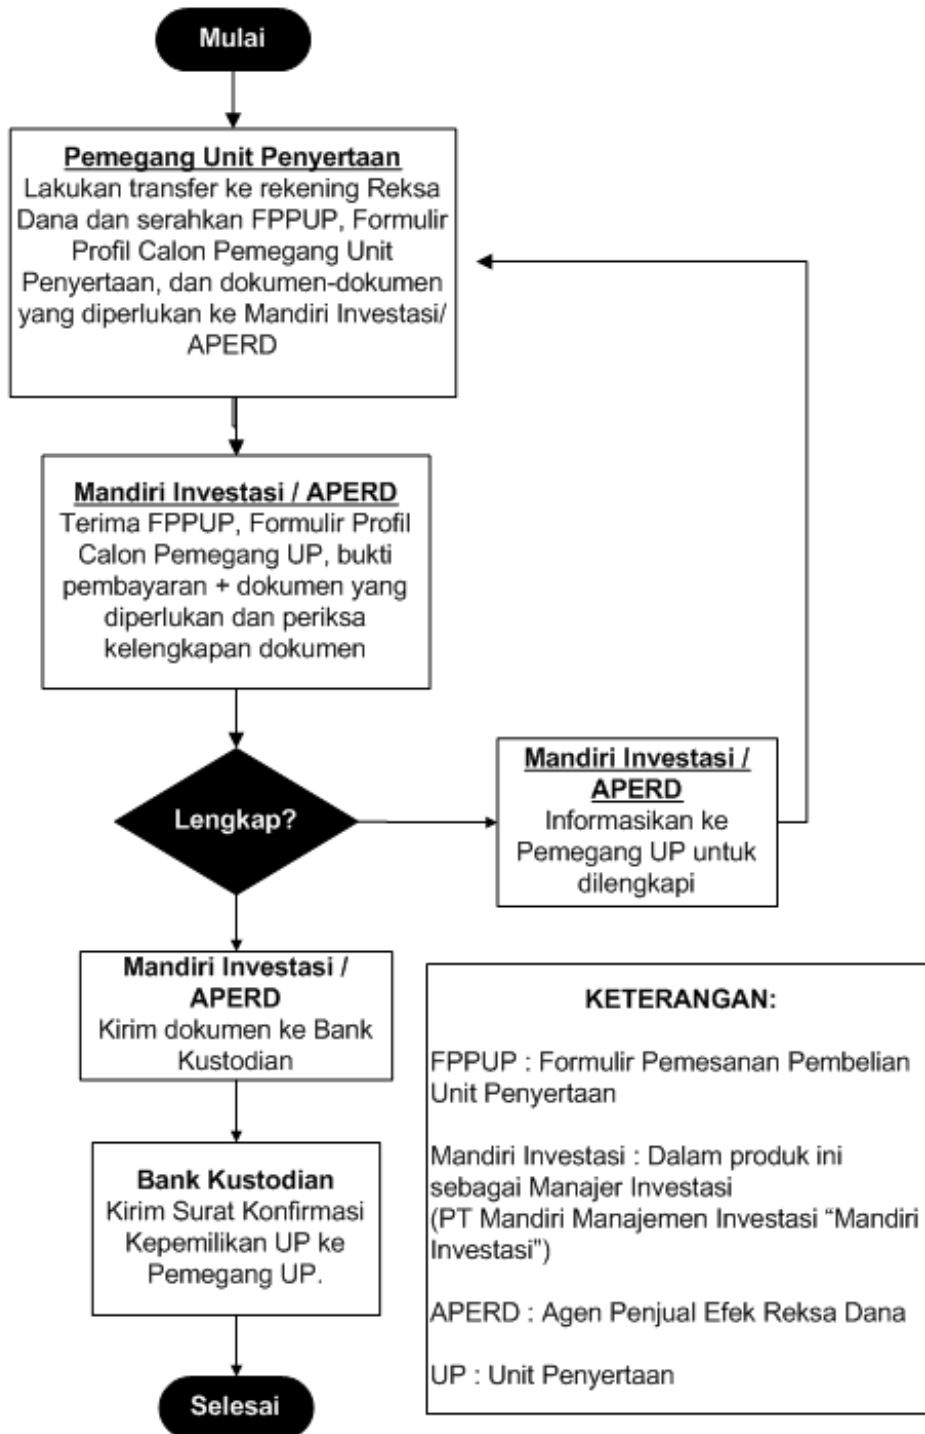 Mulai
Pemegang Unit Penyertaan
Lakukan transfer ke rekening Reksa
Dana dan serahkan FPPUP, Formulir
Profil Calon Pemegang Unit
Penyertaan, dan dokumen-dokumen
yang diperlukan ke Mandiri Investasi/
APERD
Mandiri Investasi / APERD
Terima FPPUP, Formulir Profil
Calon Pemegang UP, bukti
pembayaran + dokumen yang
diperlukan dan periksa
kelengkapan dokumen
Lengkap?
Mandiri Investasi /
APERD
Informasikan ke
Pemegang UP untuk
dilengkapi
Mandiri Investasi /
APERD
Kirim dokumen ke Bank
Kustodian
Bank Kustodian
Kirim Surat Konfirmasi
Kepemilikan UP ke
Pemegang UP.
Selesai
KETERANGAN:
FPPUP : Formulir Pemesanan Pembelian
Unit Penyertaan
Mandiri Investasi : Dalam produk ini
sebagai Manajer Investasi
(PT Mandiri Manajemen Investasi “Mandiri
Investasi”)
APERD : Agen Penjual Efek Reksa Dana
UP : Unit Penyertaan